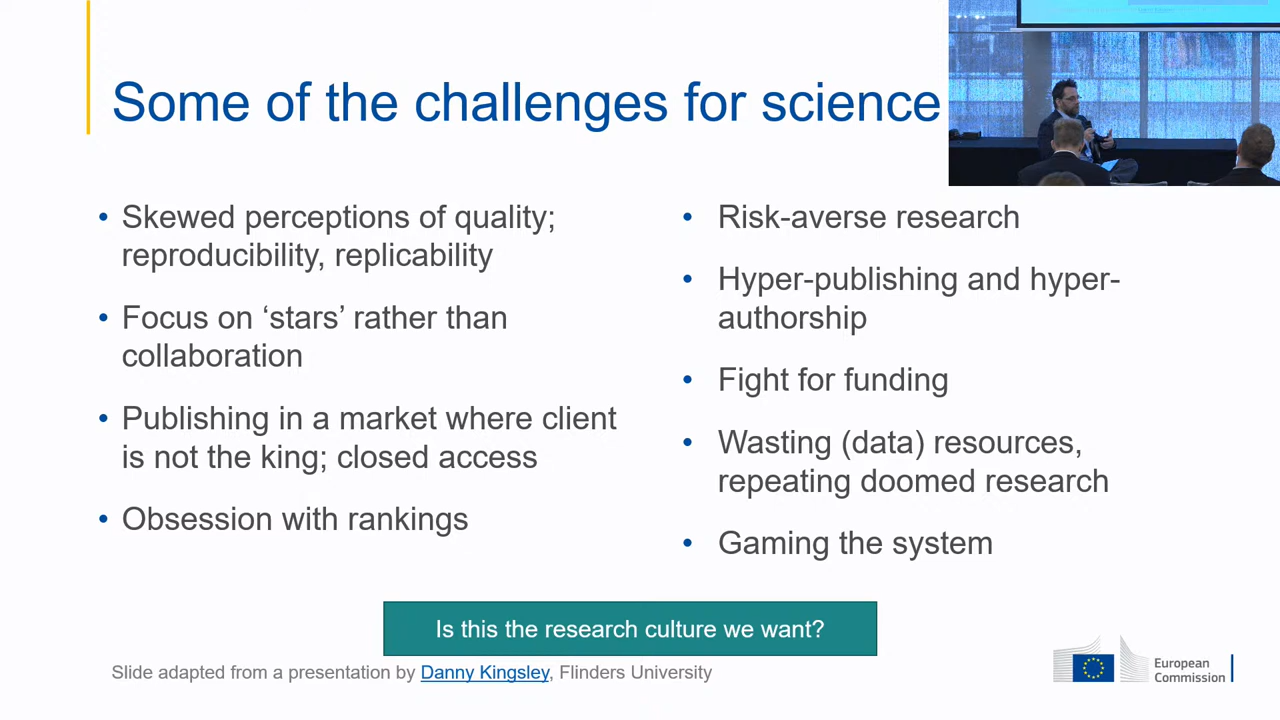 Some of the challenges for science
• Skewed perceptions of quality;
reproducibility, replicability
• Focus on ‘stars’ rather than
collaboration
• Publishing in a market where client
is not the king; closed access
• Obsession with rankings
• Risk-averse research
• Hyper-publishing and hyper-
authorship
• Fight for funding
• Wasting (data) resources,
repeating doomed research
• Gaming the system
Is this the research culture we want?
Slide adapted from a presentation by Danny Kingsley, Flinders University
European
Commission